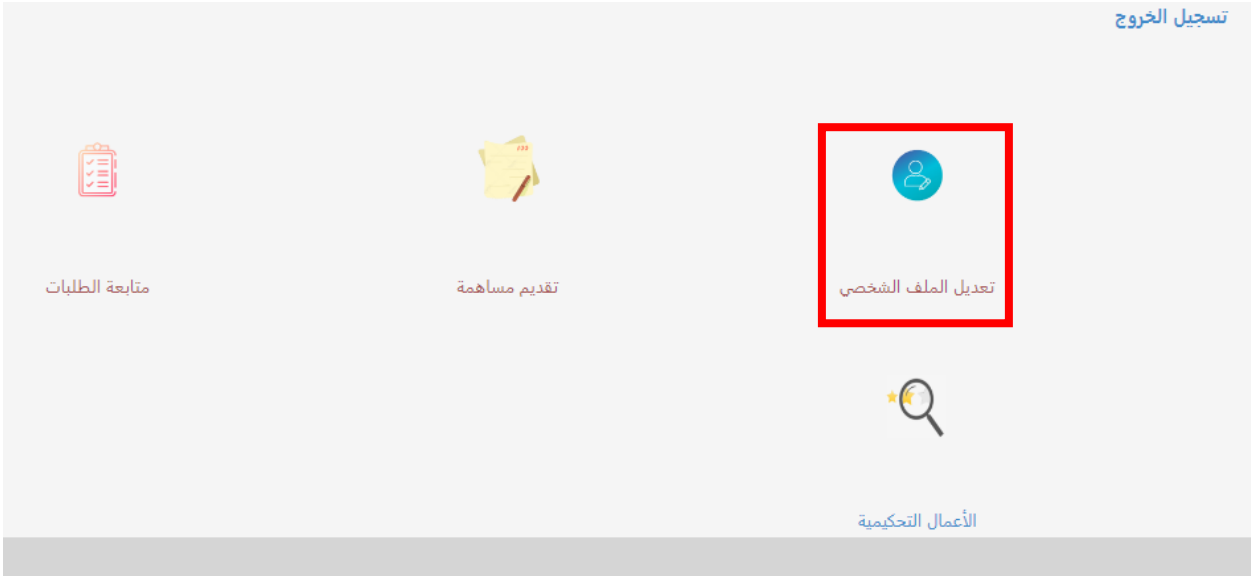 تسجيل الخروج
تعديل الملف الشخصي
تقديم مساهمة
متابعة الطلبات
الأعمال التحكيمية